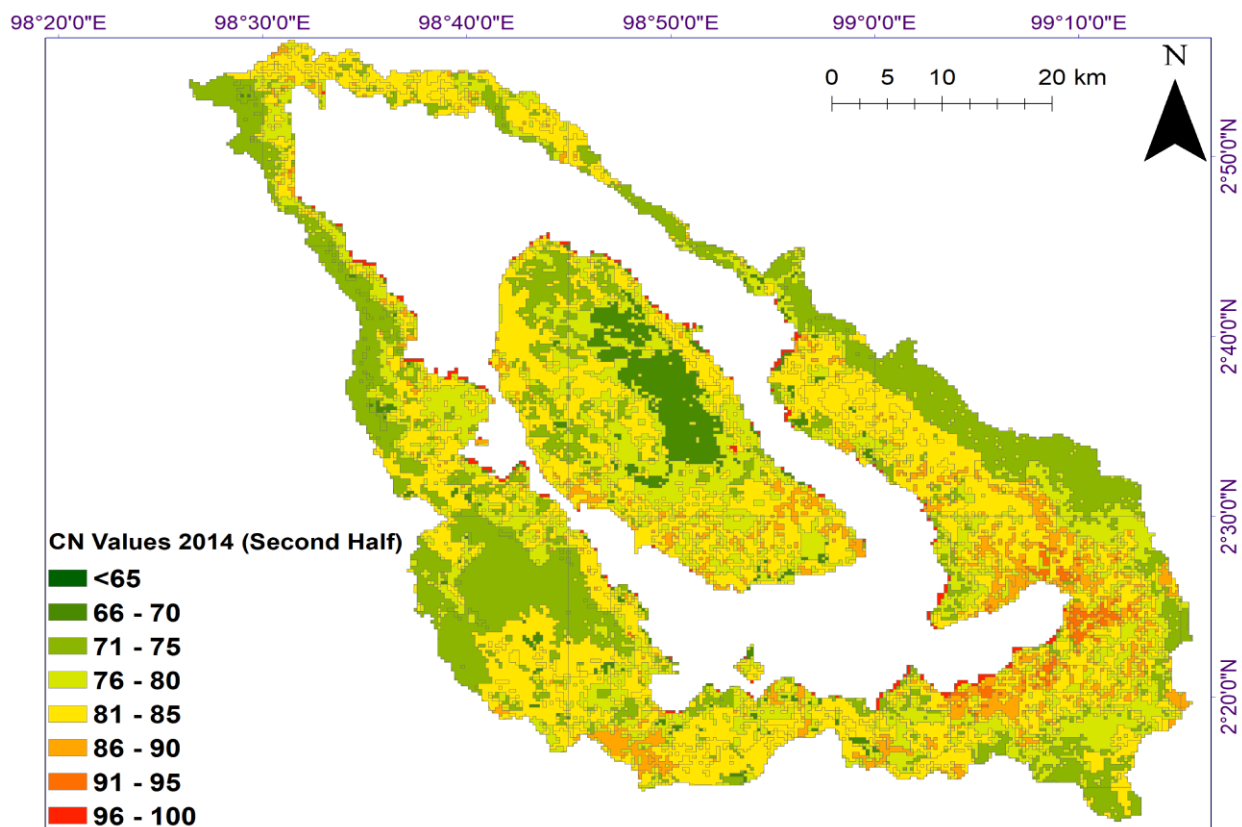 98°20'0"E 98°30'0"E 98°40'0"E 98°50'0"E 99°0'0"E 99°10'0"E
N
0 5 10 20 km
2°50'0"N
2°40'0"N
2°30'0"N
2°20'0"N
CN Values 2014 (Second Half)
<65
66 - 70
71 - 75
76 - 80
81 - 85
86 - 90
91 - 95
96 - 100